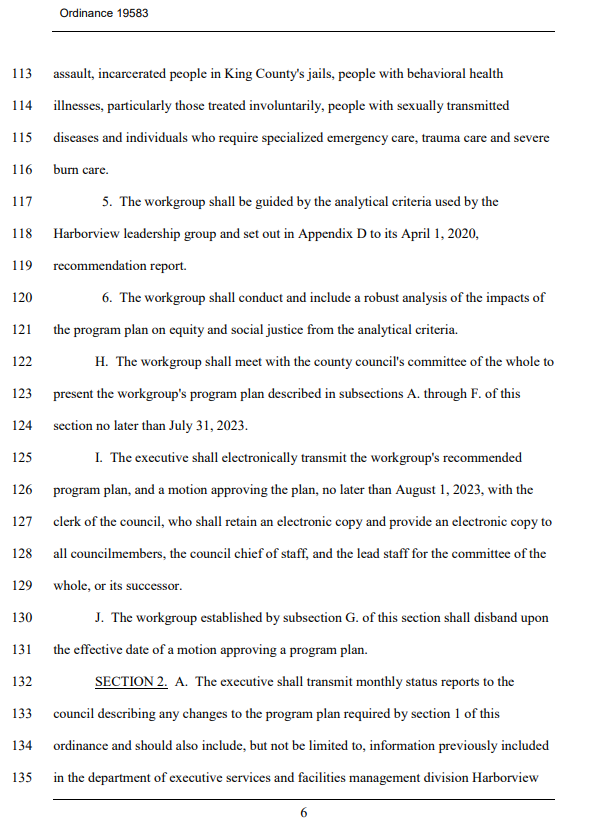 Ordinance 19583
113 assault, incarcerated people in King County's jails, people with behavioral health
114 illnesses, particularly those treated involuntarily, people with sexually transmitted
115 diseases and individuals who require specialized emergency care, trauma care and severe
116 burn care.
117 5. The workgroup shall be guided by the analytical criteria used by the
118 Harborview leadership group and set out in Appendix D to its April 1, 2020,
119 recommendation report.
120 6. The workgroup shall conduct and include a robust analysis of the impacts of
121 the program plan on equity and social justice from the analytical criteria.
122 H. The workgroup shall meet with the county council's committee of the whole to
123 present the workgroup's program plan described in subsections A. through F. of this
124 section no later than July 31, 2023.
125 I. The executive shall electronically transmit the workgroup's recommended
126 program plan, and a motion approving the plan, no later than August 1, 2023, with the
127 clerk of the council, who shall retain an electronic copy and provide an electronic copy to
128 all councilmembers, the council chief of staff, and the lead staff for the committee of the
129 whole, or its successor.
130 J. The workgroup established by subsection G. of this section shall disband upon
131 the effective date of a motion approving a program plan.
132 SECTION 2. A. The executive shall transmit monthly status reports to the
133 council describing any changes to the program plan required by section 1 of this
134 ordinance and should also include, but not be limited to, information previously included
135 in the department of executive services and facilities management division Harborview
6